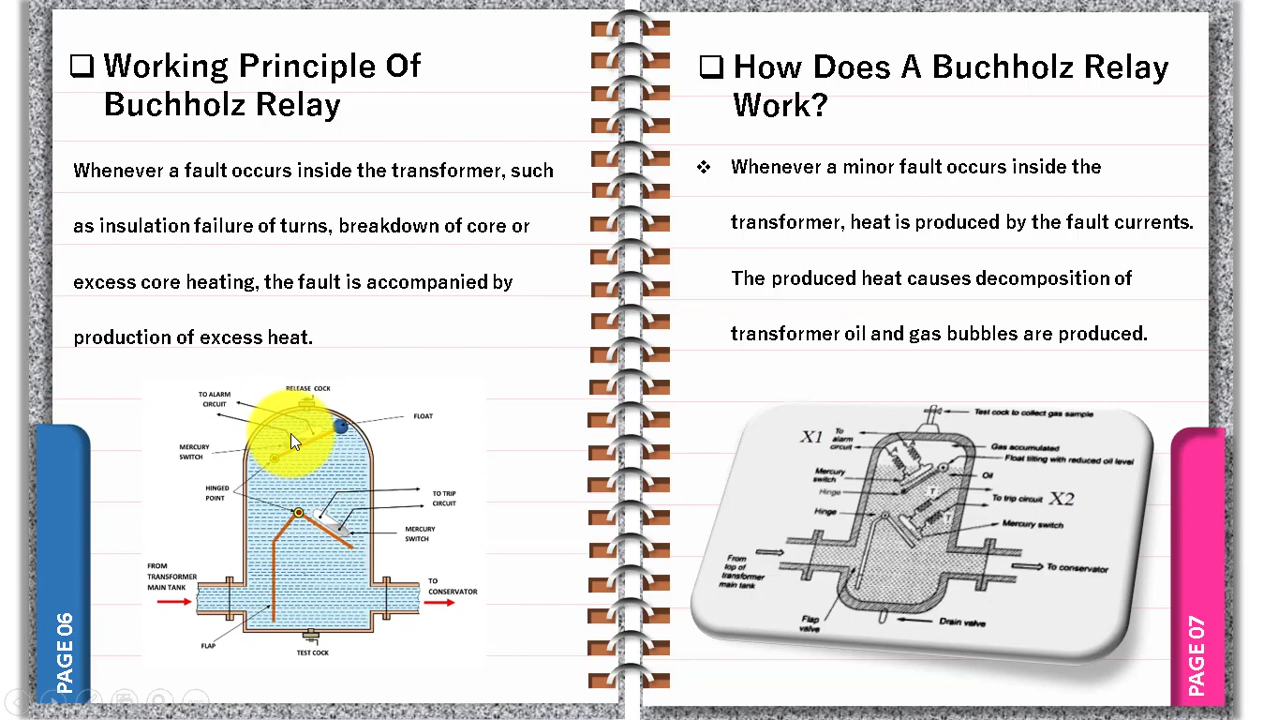 Working Principle Of
Buchholz Relay
Whenever a fault occurs inside the transformer, such
as insulation failure of turns, breakdown of core or
excess core heating, the fault is accompanied by
production of excess heat.
RELEASE COCK
TO ALARM
CIRCUIT
FLOAT
MERCURY
SWITCH
HINGED
POINT
TO TRIP
CIRCUIT
MERCURY
SWITCH
FROM
TRANSFORMER
MAIN TANK
TO
CONSERVATOR
FLAP
TEST COCK
PAGE 06
How Does A Buchholz Relay
Work?
Whenever a minor fault occurs inside the
transformer, heat is produced by the fault currents.
The produced heat causes decomposition of
transformer oil and gas bubbles are produced.
Test cock to collect gas sample
X1
To
alarm
circuit
Gas accumulated
Float tilting with reduced oil level
Mercury
switch
Oil
Hinge
T
To trip circuit X2
Hinge
T
Mercury switch
From
top of
transformer
main tank
To conservator
Flap
valve
Drain valve
PAGE 07